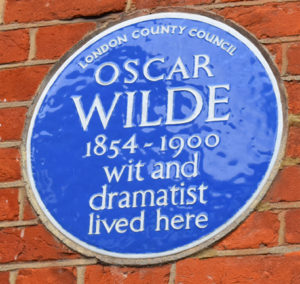 LONDON COUNTY COUNCIL
OSCAR
WILDE
1854-1900
wit and
dramatist
lived here